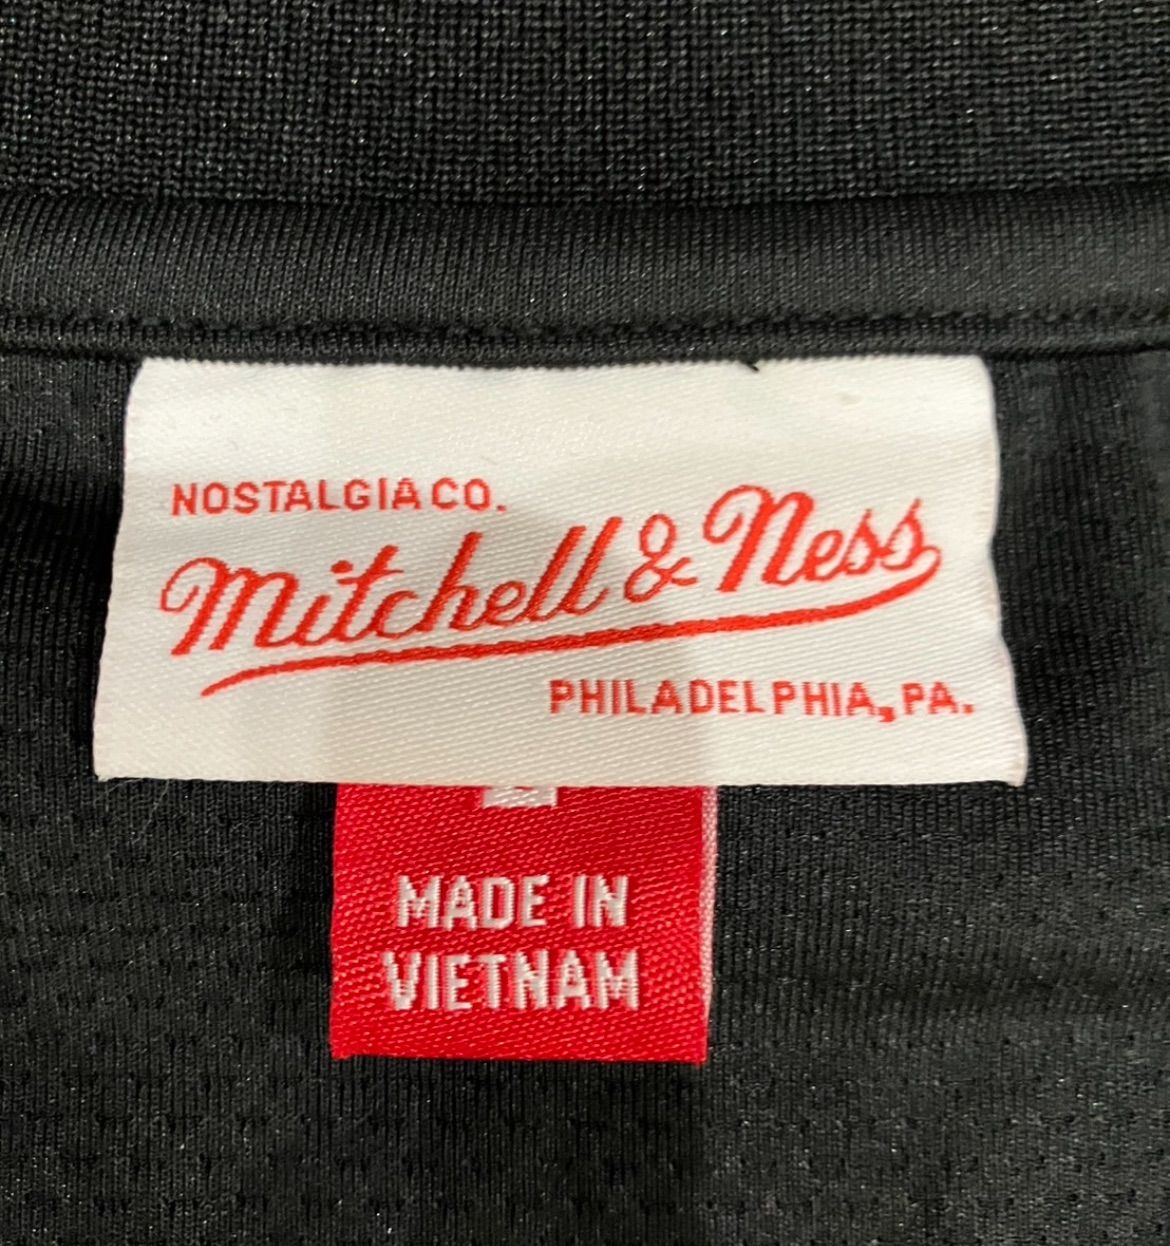 NOSTALGIA CO.
Mitchell & Ness
PHILADELPHIA, PA.
MADE IN
VIETNAM